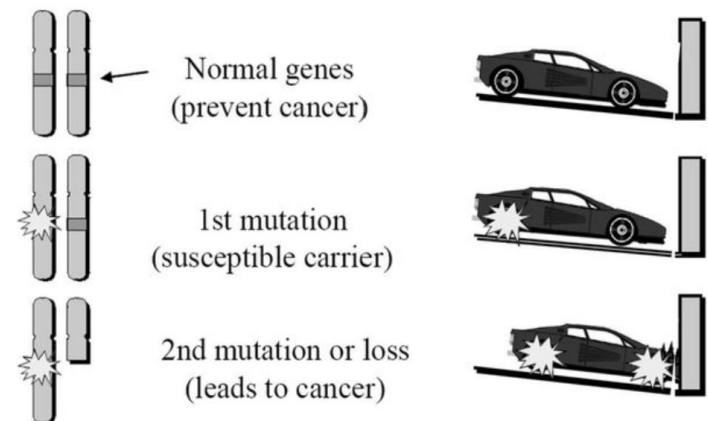 Normal genes
(prevent cancer)
1st mutation
(susceptible carrier)
2nd mutation or loss
(leads to cancer)